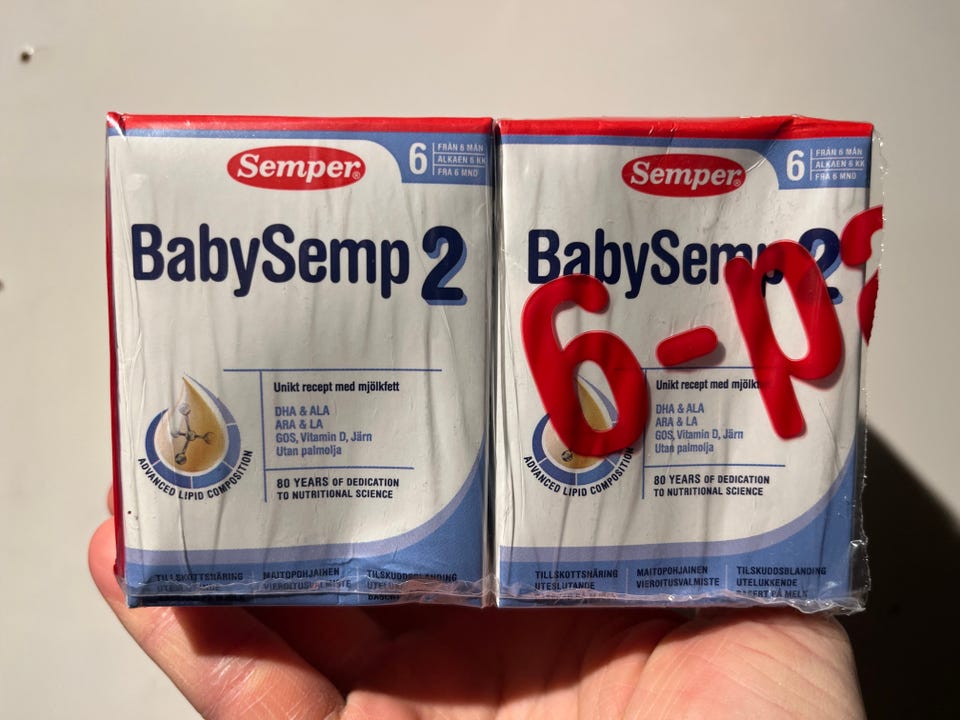 Semper®
6
FRÅN 6 MÅN
ALKAEN 6 KK
FRA 6 MND
BabySemp 2
Unikt recept med mjölkfett
DHA & ALA
ARA & LA
GOS, Vitamin D, Järn
Utan palmolja
80 YEARS OF DEDICATION
TO NUTRITIONAL SCIENCE
ADVANCED LIPID COMPOSITION
TILLSKOTTSNÄRING
UTESLUTANDE
MAITOPOHJAINEN
VIEROITUSVALMISTE
TILSKUDDSBLANDING
Semper®
6
FRÅN 6 MÅN
ALKAEN 6 KK
FRA 6 MND
BabySemp 2
6-pa
Unikt recept med
DHA & ALA
ARA & LA
GOS, Vitamin D, Järn
Utan palmolja
80 YEARS OF DEDICATION
TO NUTRITIONAL SCIENCE
ADVANCED LIPID COMPOSITION
TILLSKOTTSNÄRING
UTESLUTANDE
MAITOPOHJAINEN
VIEROITUSVALMISTE
TILSKUDDSBLANDING
UTELUKKENDE
BASERT PÅ MELK